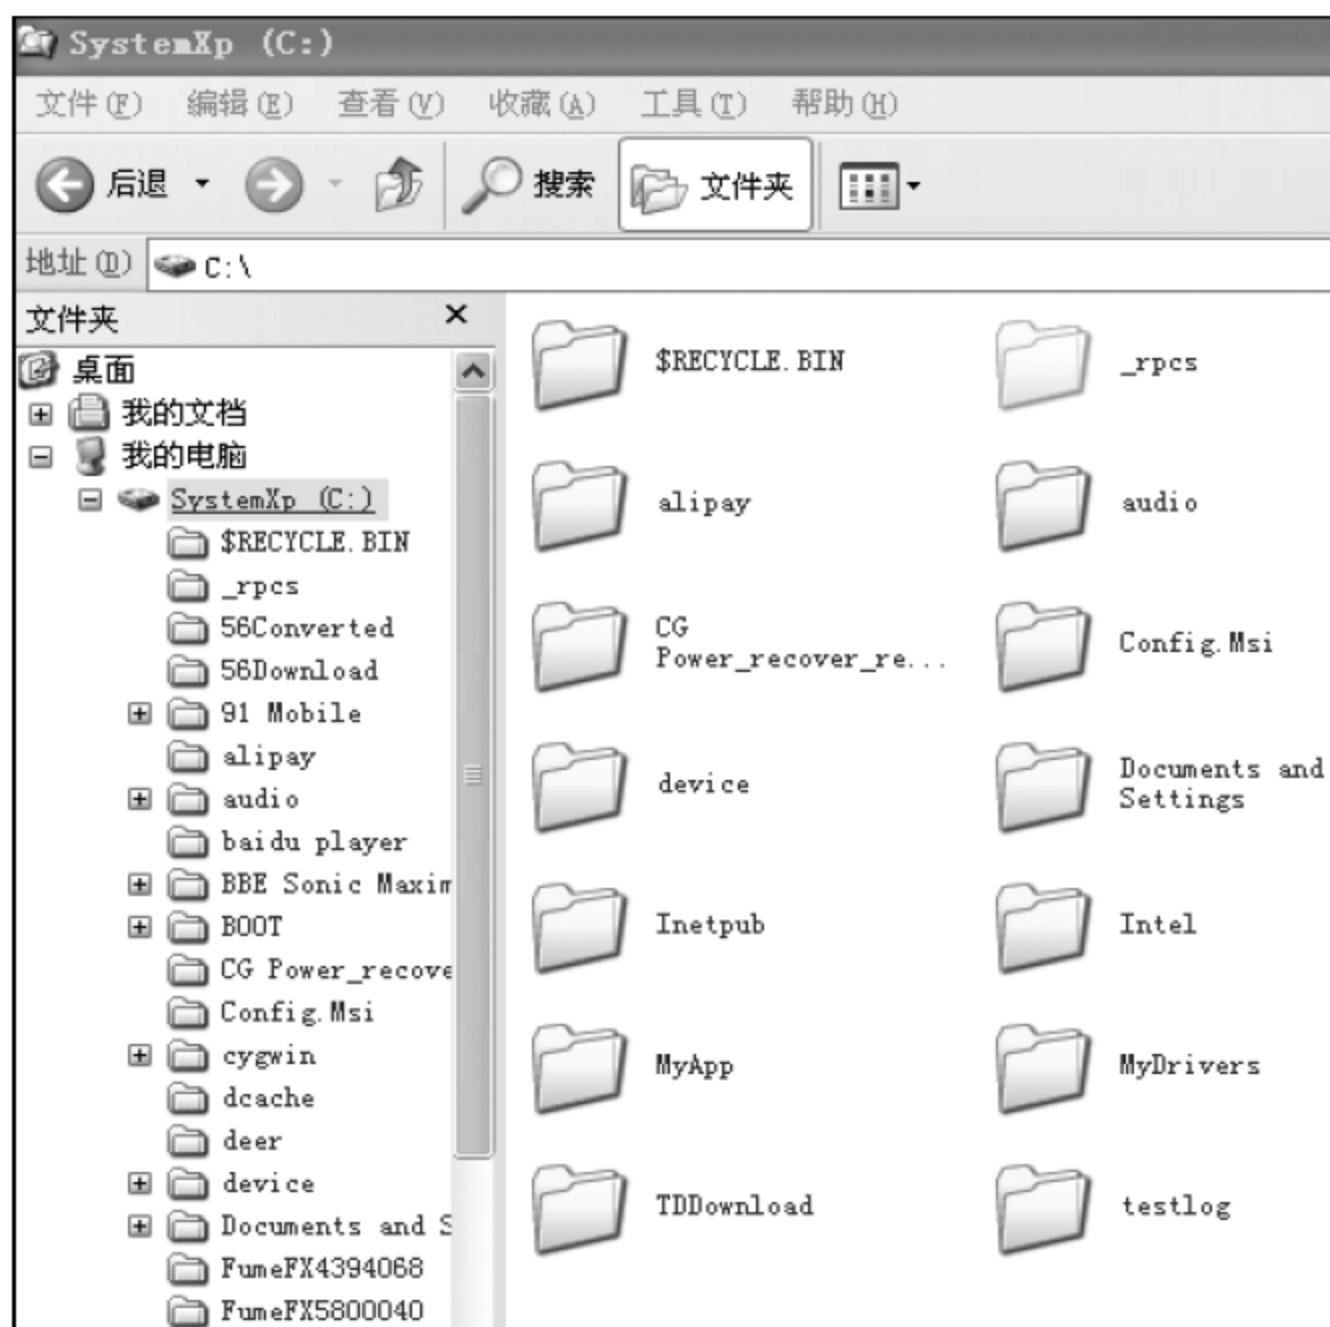 SystemXp (C:)
文件(F) 编辑(E) 查看(V) 收藏(A) 工具(T) 帮助(H)
后退 搜索 文件夹
地址(D) C:\
文件夹
桌面
我的文档
我的电脑
SystemXp (C:)
$RECYCLE.BIN
_rpcs
56Converted
56Download
91 Mobile
alipay
audio
baidu player
BBE Sonic Maxim
BOOT
CG Power_recove
Config.Msi
cygwin
dcache
deer
device
Documents and S
FumeFX4394068
FumeFX5800040
$RECYCLE.BIN
_rpcs
alipay
audio
CG
Power_recover_re...
Config.Msi
device
Documents and
Settings
Inetpub
Intel
MyApp
MyDrivers
TDDownload
testlog